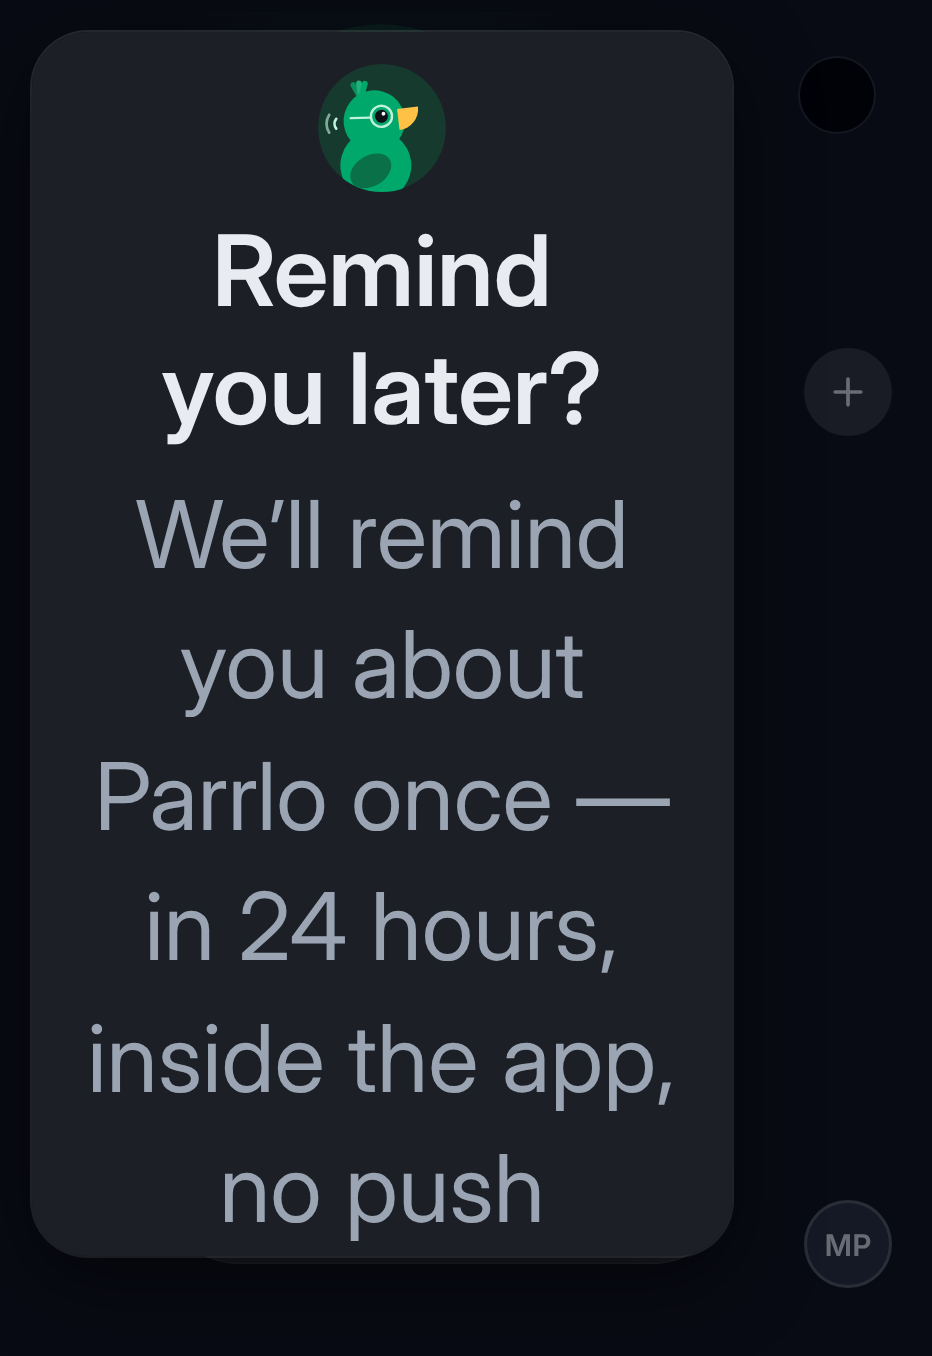 Remind
you later?
We’ll remind
you about
Parrlo once —
in 24 hours,
inside the app,
no push
MP